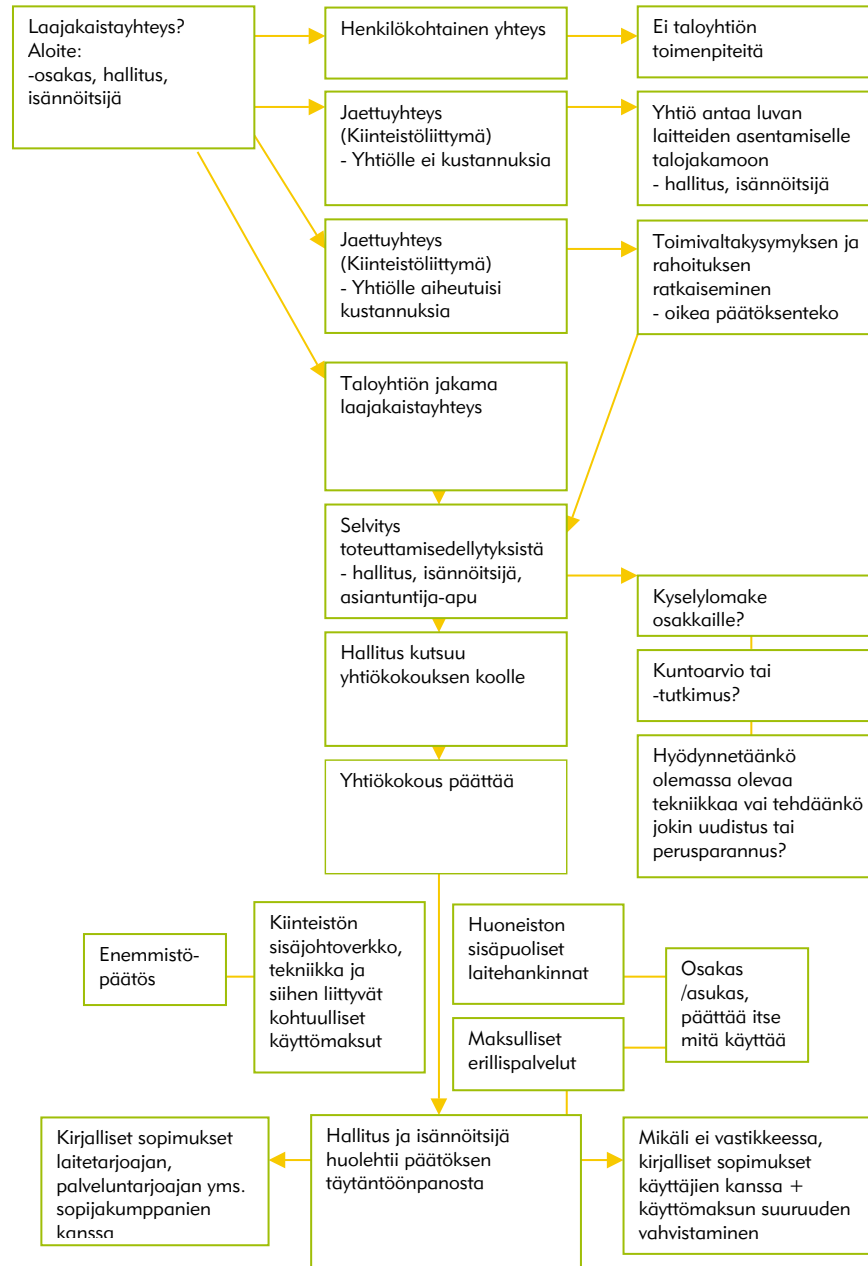 Laajakaistayhteys?
Aloite:
-osakas, hallitus,
isännöitsijä
Henkilökohtainen yhteys
Ei taloyhtiön
toimenpiteitä
Jaettuyhteys
(Kiinteistöliittymä)
- Yhtiölle ei kustannuksia
Yhtiö antaa luvan
laitteiden asentamiselle
talojakamoon
- hallitus, isännöitsijä
Jaettuyhteys
(Kiinteistöliittymä)
- Yhtiölle aiheutuisi
kustannuksia
Toimivaltakysymyksen ja
rahoituksen
ratkaiseminen
- oikea päätöksenteko
Taloyhtiön jakama
laajakaistayhteys
Selvitys
toteuttamisedellytyksistä
- hallitus, isännöitsijä,
asiantuntija-apu
Kyselylomake
osakkaille?
Hallitus kutsuu
yhtiökokouksen koolle
Kuntoarvio tai
-tutkimus?
Hyödynnetäänkö
olemassa olevaa
tekniikkaa vai tehdäänkö
jokin uudistus tai
perusparannus?
Yhtiökokous päättää
Enemmistö-
päätös
Kiinteistön
sisäjohtoverkko,
tekniikka ja
siihen liittyvät
kohtuulliset
käyttömaksut
Huoneiston
sisäpuoliset
laitehankinnat
Osakas
/asukas,
päättää itse
mitä käyttää
Maksulliset
erillispalvelut
Kirjalliset sopimukset
laitetarjoajan,
palveluntarjoajan yms.
sopijakumppanien
kanssa
Hallitus ja isännöitsijä
huolehtii päätöksen
täytäntöönpanosta
Mikäli ei vastikkeessa,
kirjalliset sopimukset
käyttäjien kanssa +
käyttömaksun suuruuden
vahvistaminen